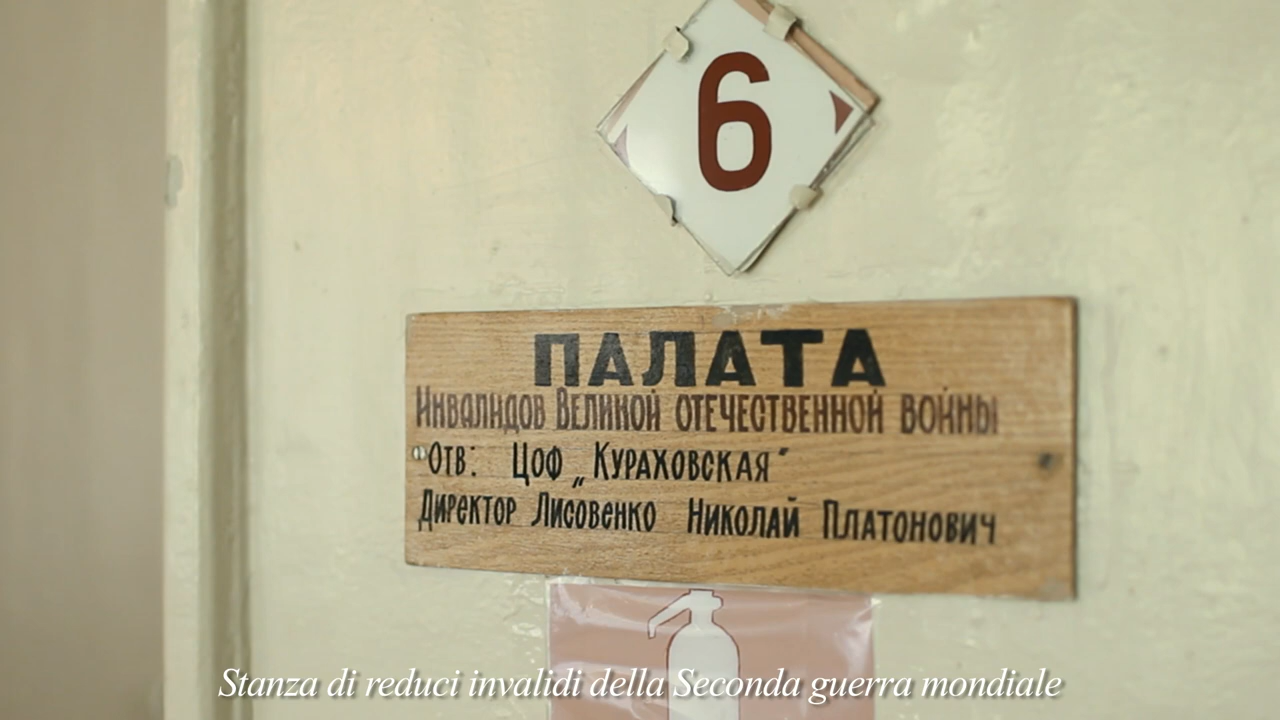 6
ПАЛАТА
Инвалидов Великой отечественной войны
Отв: Цоф „Кураховская"
Директор Лисовенко Николай Платонович
Stanza di reduci invalidi della Seconda guerra mondiale